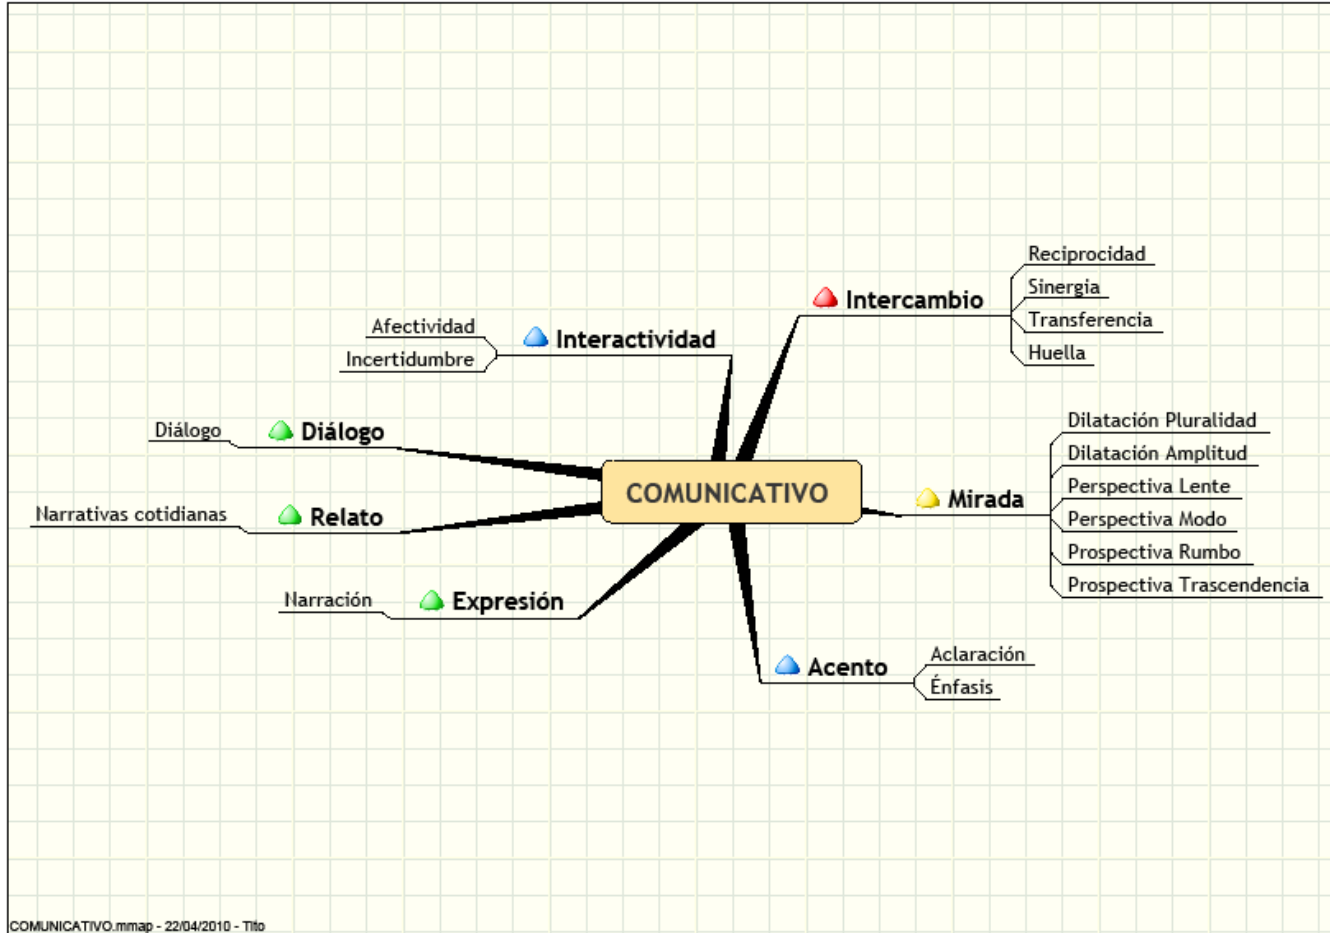 COMUNICATIVO
Intercambio
Reciprocidad
Sinergia
Transferencia
Huella
Mirada
Dilatación Pluralidad
Dilatación Amplitud
Perspectiva Lente
Perspectiva Modo
Prospectiva Rumbo
Prospectiva Trascendencia
Acento
Aclaración
Énfasis
Expresión
Narración
Relato
Narrativas cotidianas
Diálogo
Diálogo
Interactividad
Afectividad
Incertidumbre
COMUNICATIVO.mmap - 22/04/2010 - Tito